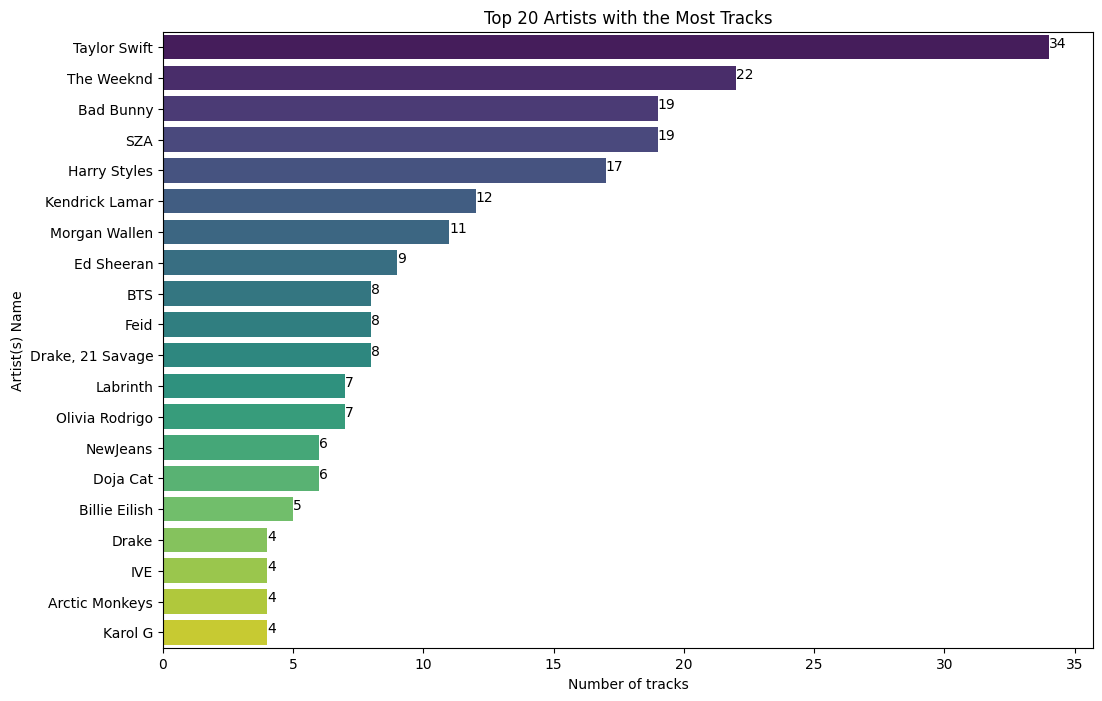 Top 20 Artists with the Most Tracks
Artist(s) Name
Taylor Swift 34
The Weeknd 22
Bad Bunny 19
SZA 19
Harry Styles 17
Kendrick Lamar 12
Morgan Wallen 11
Ed Sheeran 9
BTS 8
Feid 8
Drake, 21 Savage 8
Labrinth 7
Olivia Rodrigo 7
NewJeans 6
Doja Cat 6
Billie Eilish 5
Drake 4
IVE 4
Arctic Monkeys 4
Karol G 4
0 5 10 15 20 25 30 35
Number of tracks